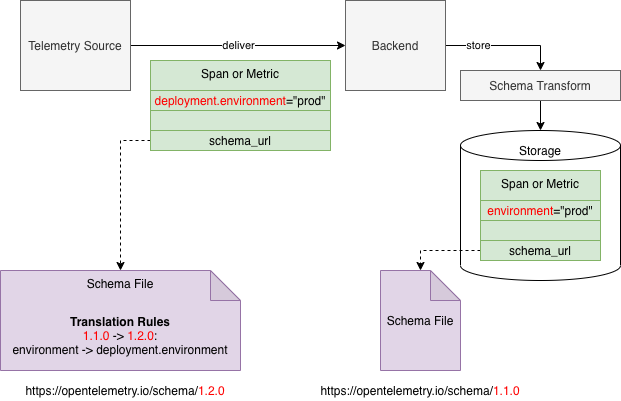 Telemetry Source
deliver
Backend
store
Schema Transform
Span or Metric
deployment.environment="prod"
schema_url
Storage
Span or Metric
environment="prod"
schema_url
Schema File
Translation Rules
1.1.0 -> 1.2.0:
environment -> deployment.environment
Schema File
https://opentelemetry.io/schema/1.2.0
https://opentelemetry.io/schema/1.1.0